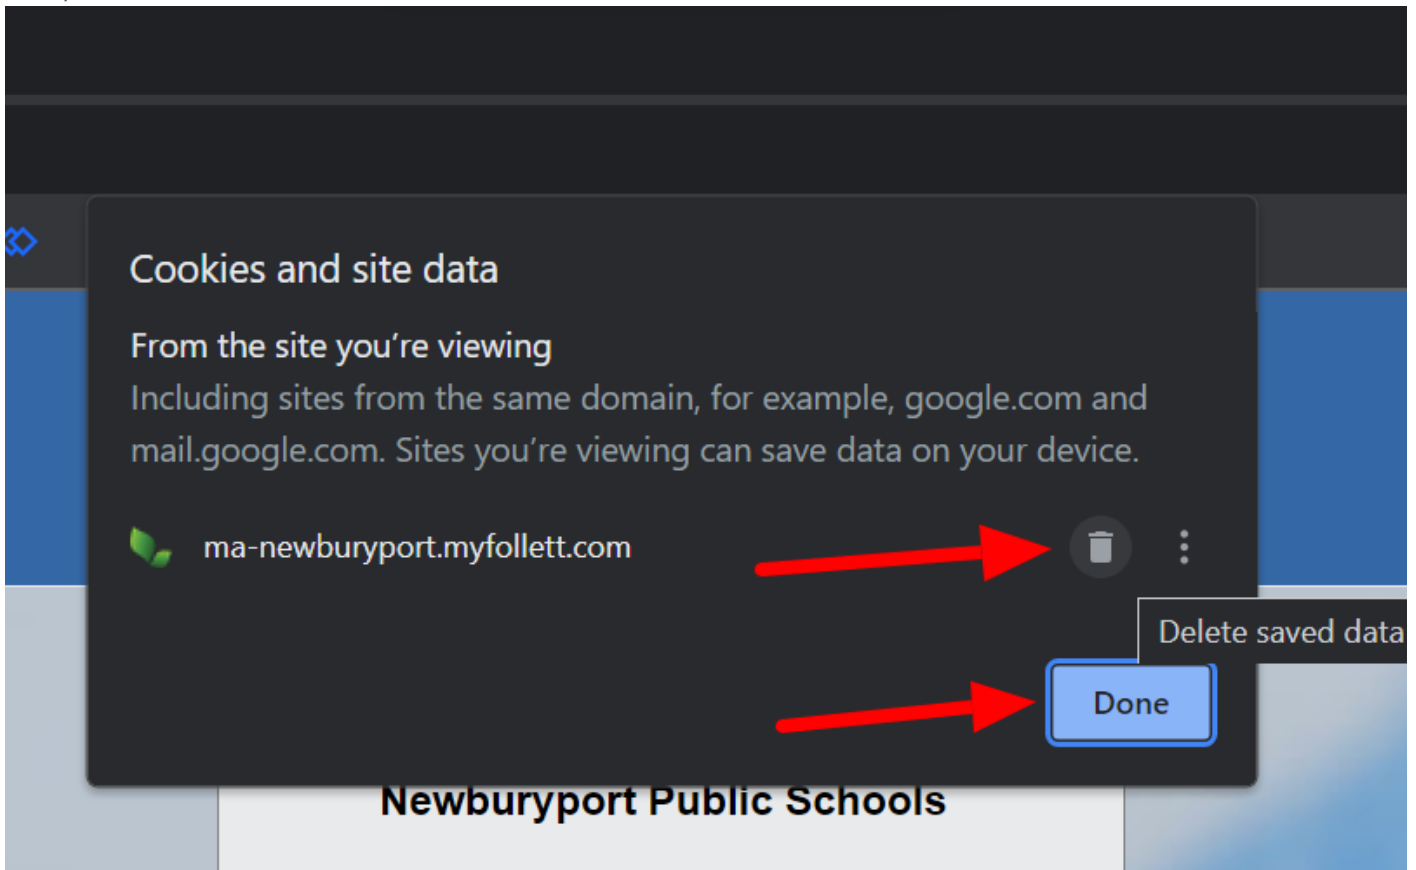 Cookies and site data
From the site you’re viewing
Including sites from the same domain, for example, google.com and
mail.google.com. Sites you’re viewing can save data on your device.
ma-newburyport.myfollett.com
Delete saved data
Done
Newburyport Public Schools